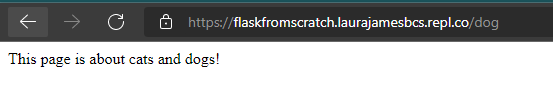 https://flaskfromscratch.laurajamesbcs.repl.co/dog
This page is about cats and dogs!